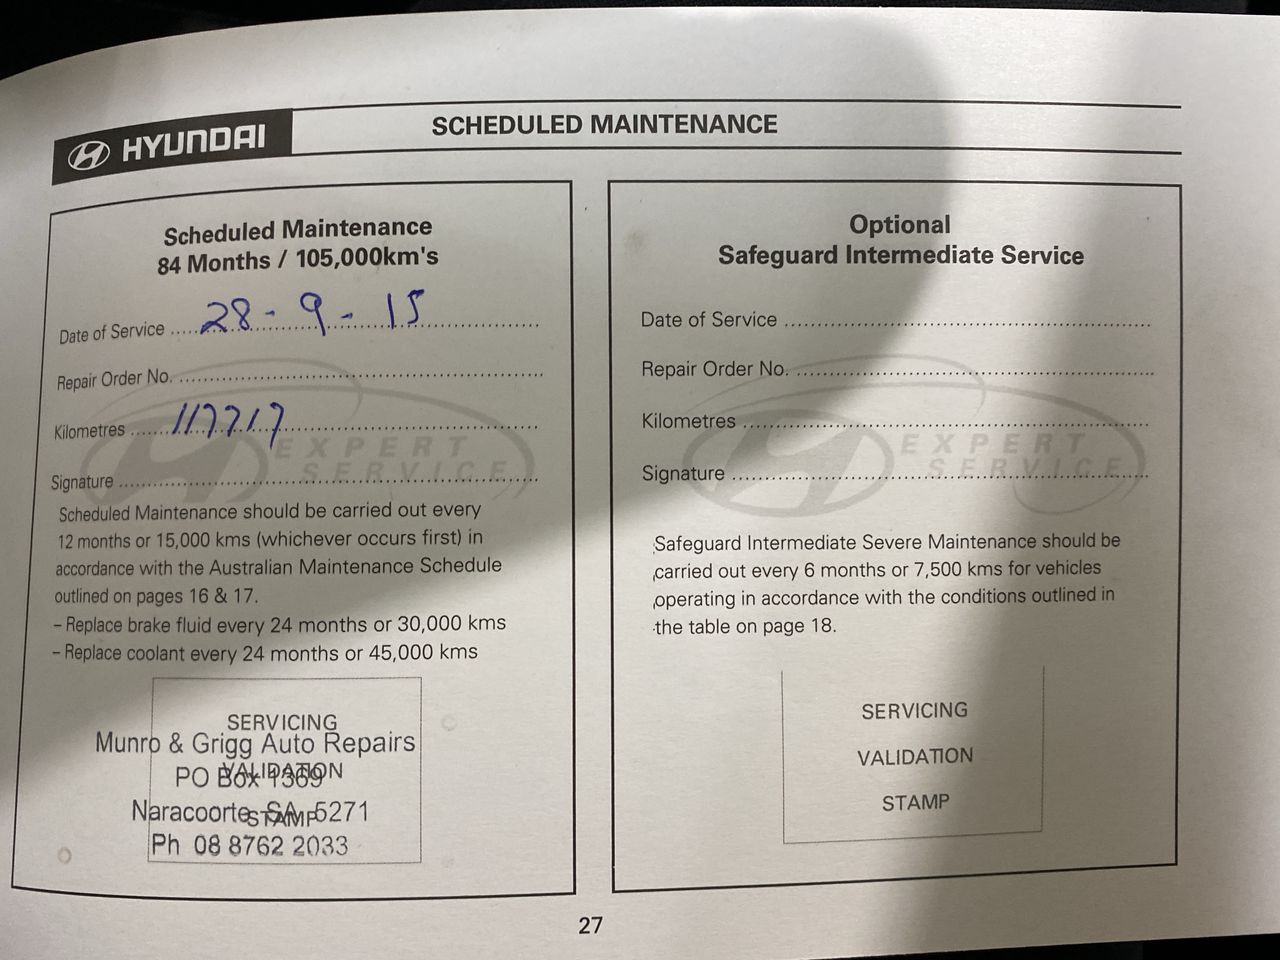 HYUNDAI
SCHEDULED MAINTENANCE
Scheduled Maintenance
84 Months / 105,000km's
Date of Service ..... 28 - 9 - 15
Repair Order No. .....
Kilometres ..... 117717
Signature .....
EXPERT
SERVICE
Scheduled Maintenance should be carried out every
12 months or 15,000 kms (whichever occurs first) in
accordance with the Australian Maintenance Schedule
outlined on pages 16 & 17.
– Replace brake fluid every 24 months or 30,000 kms
– Replace coolant every 24 months or 45,000 kms
SERVICING
VALIDATION
STAMP
Munro & Grigg Auto Repairs
PO Box 1369
Naracoorte SA 5271
Ph 08 8762 2033
Optional
Safeguard Intermediate Service
Date of Service .....
Repair Order No. .....
Kilometres .....
Signature .....
EXPERT
SERVICE
Safeguard Intermediate Severe Maintenance should be
carried out every 6 months or 7,500 kms for vehicles
operating in accordance with the conditions outlined in
the table on page 18.
SERVICING
VALIDATION
STAMP
27